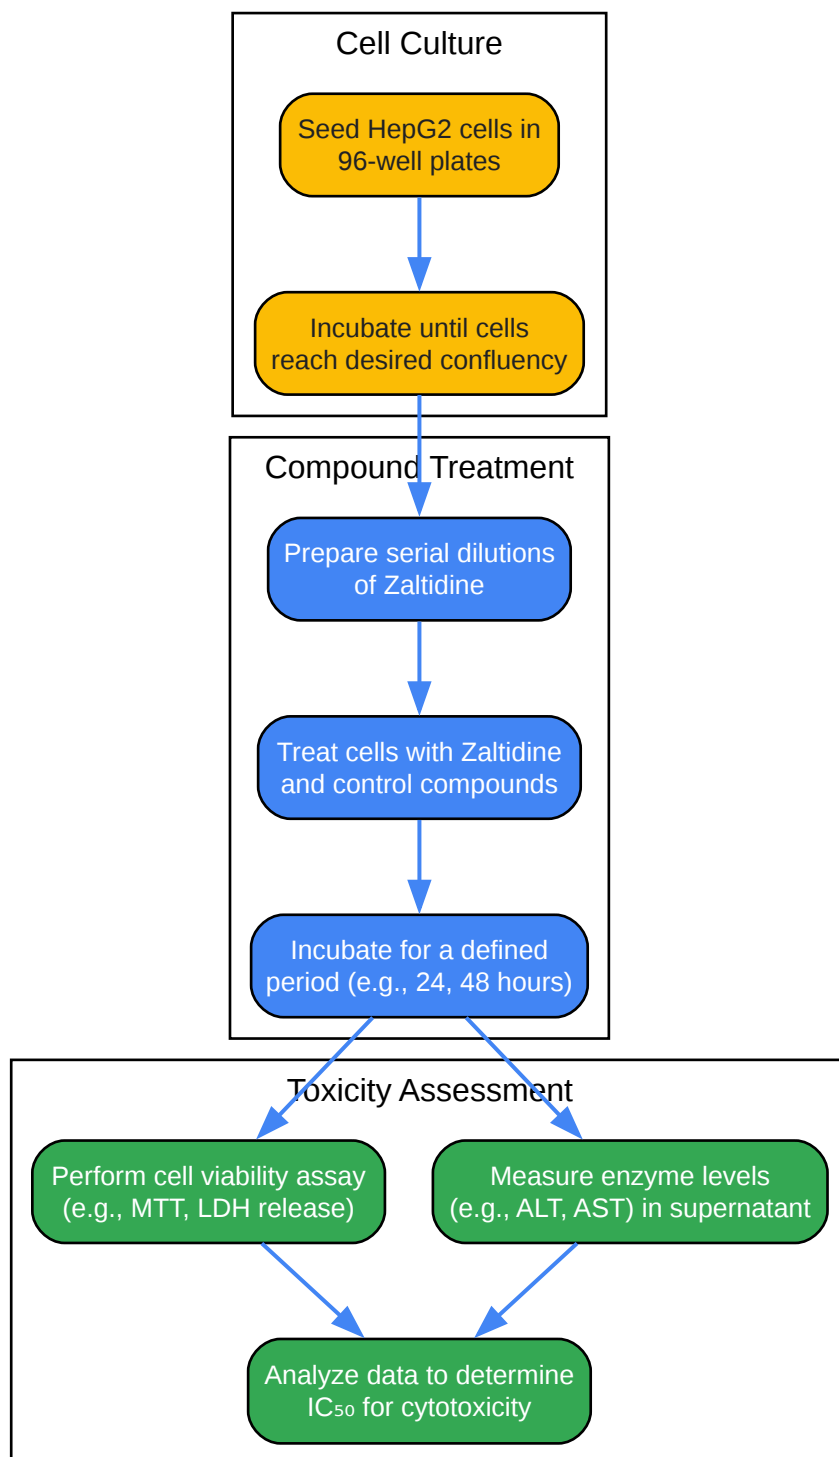 Cell Culture
Seed HepG2 cells in
96-well plates
Incubate until cells
reach desired confluency
Compound Treatment
Prepare serial dilutions
of Zaltidine
Treat cells with Zaltidine
and control compounds
Incubate for a defined
period (e.g., 24, 48 hours)
Toxicity Assessment
Perform cell viability assay
(e.g., MTT, LDH release)
Measure enzyme levels
(e.g., ALT, AST) in supernatant
Analyze data to determine
IC₅₀ for cytotoxicity